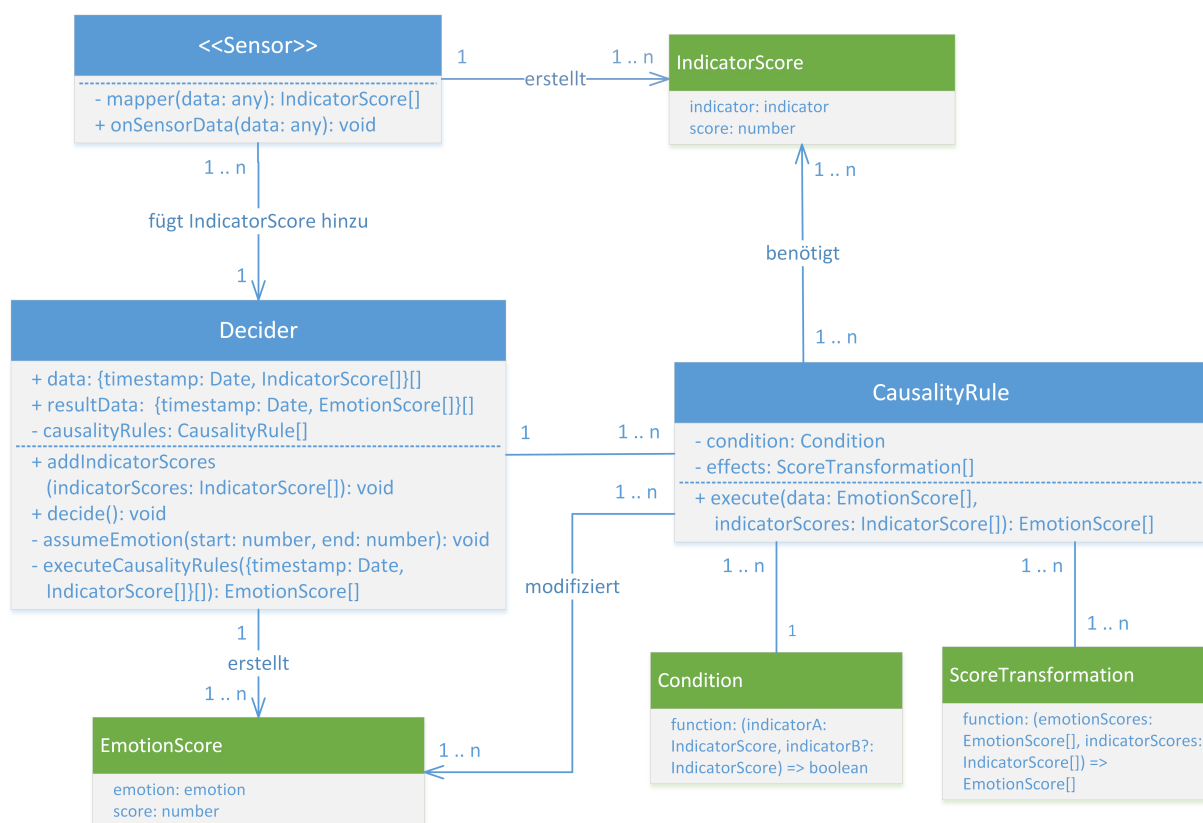 <<Sensor>>
- mapper(data: any): IndicatorScore[]
+ onSensorData(data: any): void
1
erstellt
1 .. n
IndicatorScore
indicator: indicator
score: number
1 .. n
fügt IndicatorScore hinzu
1
1 .. n
benötigt
1 .. n
Decider
+ data: {timestamp: Date, IndicatorScore[]}[]
+ resultData:  {timestamp: Date, EmotionScore[]}[]
- causalityRules: CausalityRule[]
+ addIndicatorScores
(indicatorScores: IndicatorScore[]): void
+ decide(): void
- assumeEmotion(start: number, end: number): void
- executeCausalityRules({timestamp: Date,
IndicatorScore[]}[]): EmotionScore[]
1
1 .. n
CausalityRule
- condition: Condition
- effects: ScoreTransformation[]
+ execute(data: EmotionScore[],
indicatorScores: IndicatorScore[]): EmotionScore[]
1 .. n
modifiziert
1 .. n
1
erstellt
1 .. n
EmotionScore
emotion: emotion
score: number
1 .. n
1
Condition
function: (indicatorA:
IndicatorScore, indicatorB?:
IndicatorScore) => boolean
1 .. n
1 .. n
ScoreTransformation
function: (emotionScores:
EmotionScore[], indicatorScores:
IndicatorScore[]) =>
EmotionScore[]